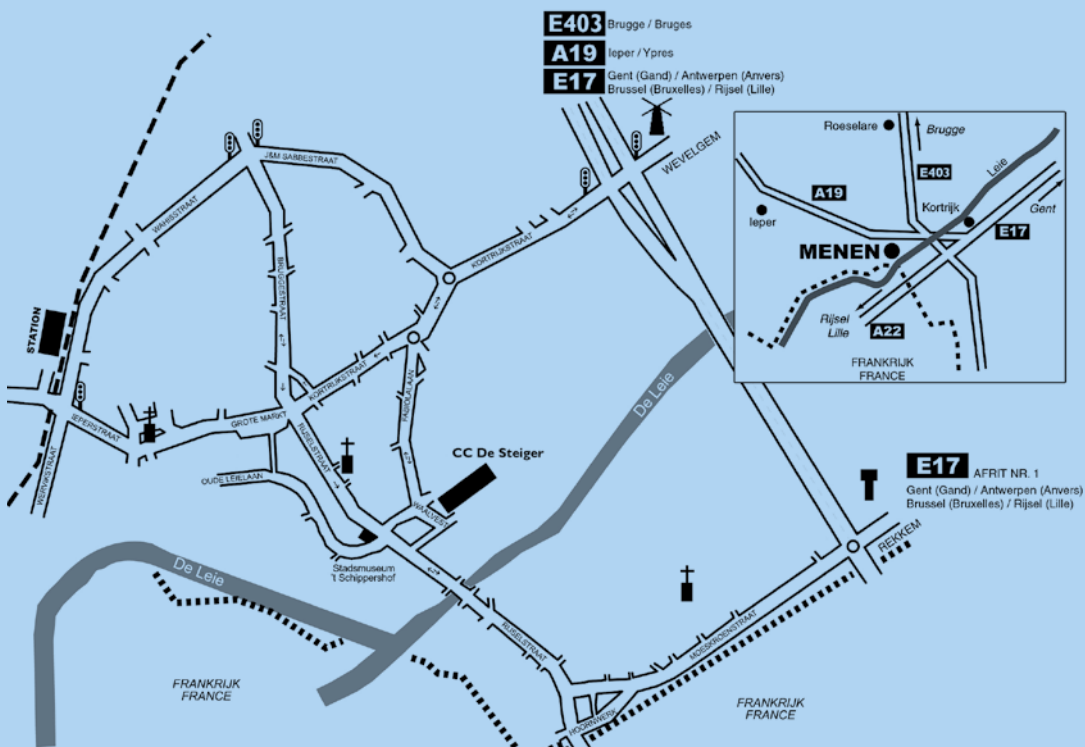 E403 Brugge / Bruges
A19 Ieper / Ypres
E17 Gent (Gand) / Antwerpen (Anvers)
Brussel (Bruxelles) / Rijsel (Lille)
WEVELGEM
Roeselare
Brugge
E403
Leie
A19
Kortrijk
Ieper
Gent
E17
MENEN
Rijsel
Lille
A22
FRANKRIJK
FRANCE
J&M SABBESTRAAT
WAHISSTRAAT
BRUGGESTRAAT
KORTRIJKSTRAAT
STATION
KORTRIJKSTRAAT
FABIOLALAAN
De Leie
IEPERSTRAAT
GROTE MARKT
RIJSELSTRAAT
WERVIKSTRAAT
OUDE LEIELAAN
CC De Steiger
WAALVEST
E17 AFRIT NR. 1
Gent (Gand) / Antwerpen (Anvers)
Brussel (Bruxelles) / Rijsel (Lille)
REKKEM
Stadsmuseum
't Schippershof
De Leie
RIJSELSTRAAT
MOESKROENSTRAAT
HOORNWERK
FRANKRIJK
FRANCE
FRANKRIJK
FRANCE